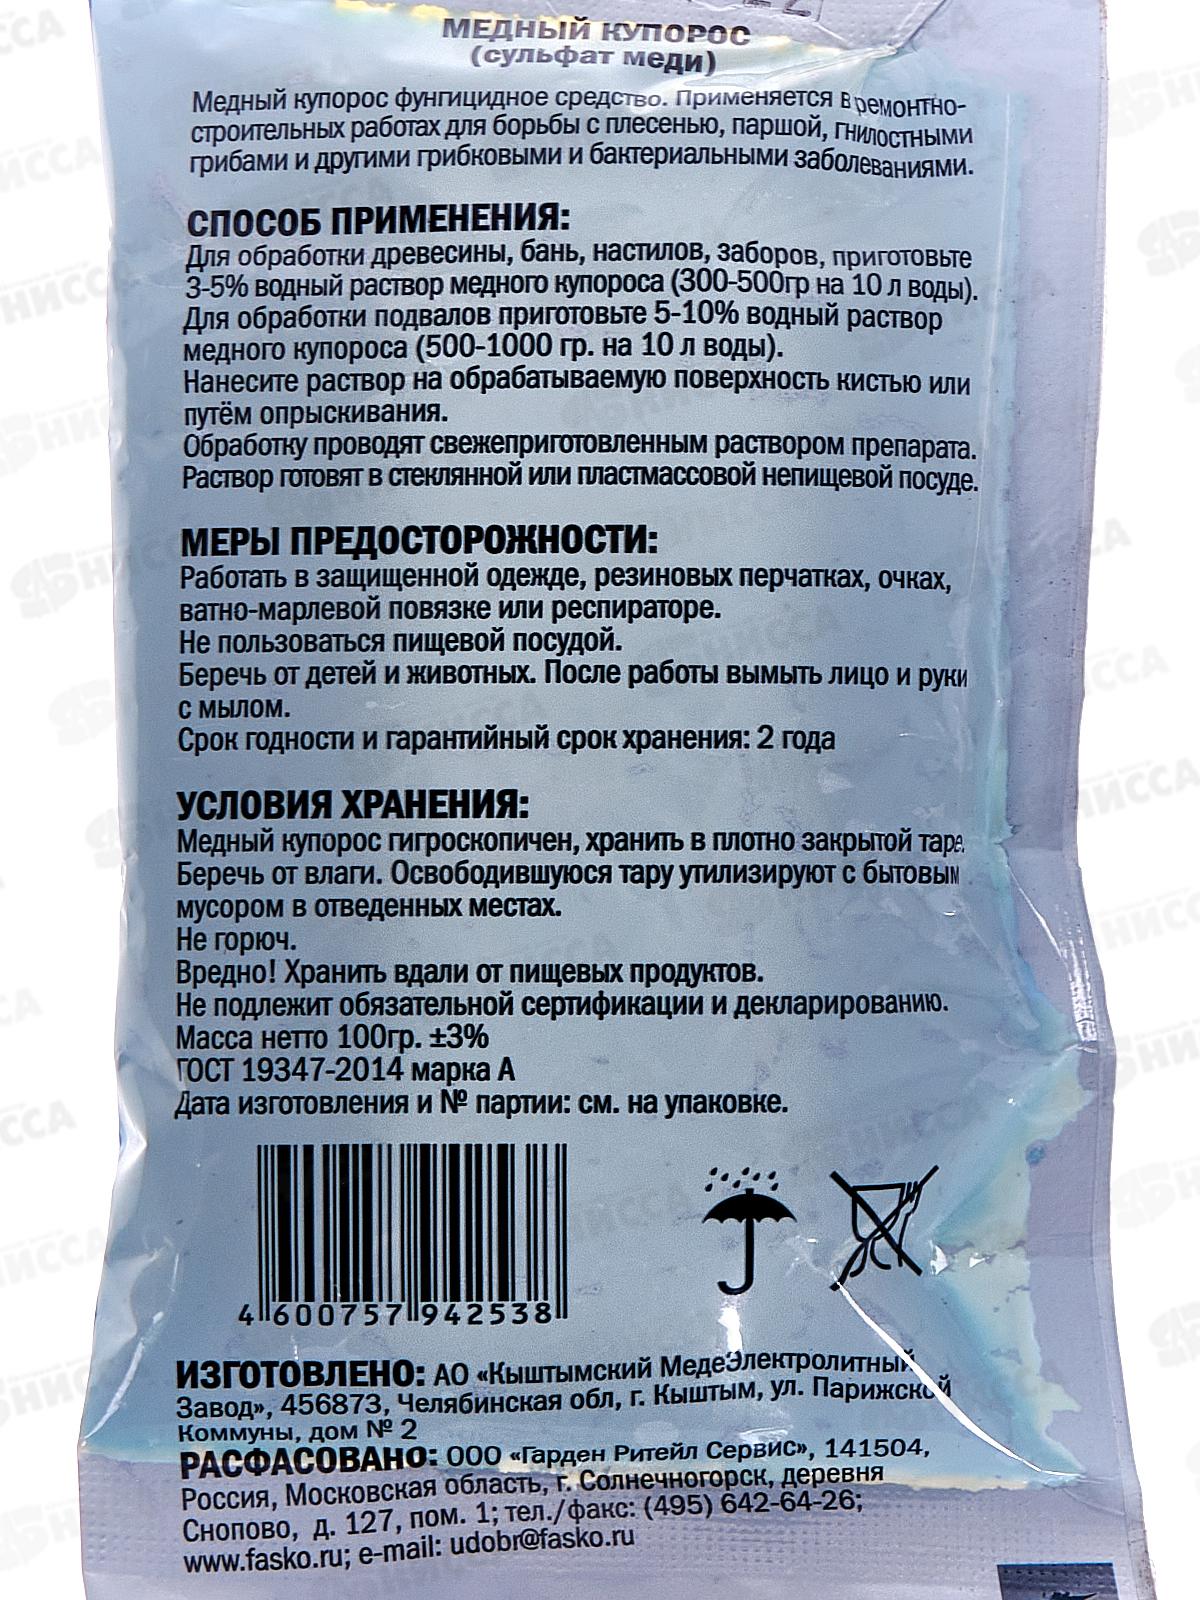 МЕДНЫЙ КУПОРОС
(сульфат меди)
Медный купорос фунгицидное средство. Применяется в ремонтно-
строительных работах для борьбы с плесенью, паршой, гнилостными
грибами и другими грибковыми и бактериальными заболеваниями.
СПОСОБ ПРИМЕНЕНИЯ:
Для обработки древесины, бань, настилов, заборов, приготовьте
3-5% водный раствор медного купороса (300-500гр на 10 л воды).
Для обработки подвалов приготовьте 5-10% водный раствор
медного купороса (500-1000 гр. на 10 л воды).
Нанесите раствор на обрабатываемую поверхность кистью или
путём опрыскивания.
Обработку проводят свежеприготовленным раствором препарата.
Раствор готовят в стеклянной или пластмассовой непищевой посуде.
МЕРЫ ПРЕДОСТОРОЖНОСТИ:
Работать в защищенной одежде, резиновых перчатках, очках,
ватно-марлевой повязке или респираторе.
Не пользоваться пищевой посудой.
Беречь от детей и животных. После работы вымыть лицо и руки
с мылом.
Срок годности и гарантийный срок хранения: 2 года
УСЛОВИЯ ХРАНЕНИЯ:
Медный купорос гигроскопичен, хранить в плотно закрытой таре.
Беречь от влаги. Освободившуюся тару утилизируют с бытовым
мусором в отведенных местах.
Не горюч.
Вредно! Хранить вдали от пищевых продуктов.
Не подлежит обязательной сертификации и декларированию.
Масса нетто 100гр. ±3%
ГОСТ 19347-2014 марка А
Дата изготовления и № партии: см. на упаковке.
4 600757 942538
ИЗГОТОВЛЕНО: АО «Кыштымский МедеЭлектролитный
Завод», 456873, Челябинская обл, г. Кыштым, ул. Парижской
Коммуны, дом № 2
РАСФАСОВАНО: ООО «Гарден Ритейл Сервис», 141504,
Россия, Московская область, г. Солнечногорск, деревня
Снопово, д. 127, пом. 1; тел./факс: (495) 642-64-26;
www.fasko.ru; e-mail: udobr@fasko.ru